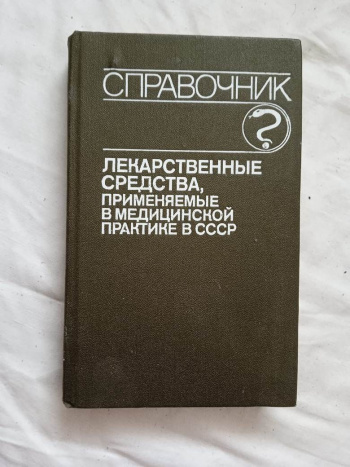 СПРАВОЧНИК
?
ЛЕКАРСТВЕННЫЕ
СРЕДСТВА,
ПРИМЕНЯЕМЫЕ
В МЕДИЦИНСКОЙ
ПРАКТИКЕ В СССР